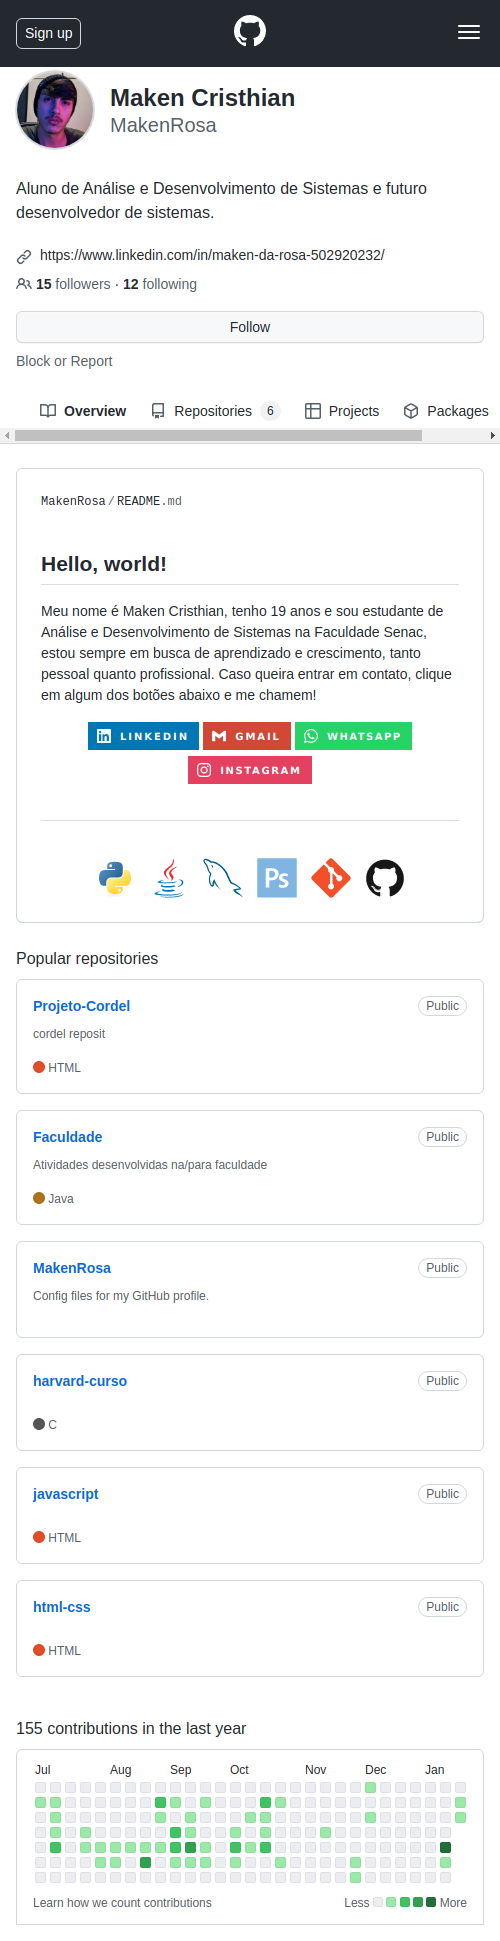 Sign up
Maken Cristhian
MakenRosa
Aluno de Análise e Desenvolvimento de Sistemas e futuro
desenvolvedor de sistemas.
https://www.linkedin.com/in/maken-da-rosa-502920232/
15 followers · 12 following
Follow
Block or Report
Overview Repositories 6 Projects Packages
MakenRosa/README.md
Hello, world!
Meu nome é Maken Cristhian, tenho 19 anos e sou estudante de
Análise e Desenvolvimento de Sistemas na Faculdade Senac,
estou sempre em busca de aprendizado e crescimento, tanto
pessoal quanto profissional. Caso queira entrar em contato, clique
em algum dos botões abaixo e me chamem!
LINKEDIN GMAIL WHATSAPP
INSTAGRAM
Ps
Popular repositories
Projeto-Cordel Public
cordel reposit
HTML
Faculdade Public
Atividades desenvolvidas na/para faculdade
Java
MakenRosa Public
Config files for my GitHub profile.
harvard-curso Public
C
javascript Public
HTML
html-css Public
HTML
155 contributions in the last year
Jul Aug Sep Oct Nov Dec Jan
Learn how we count contributions Less More